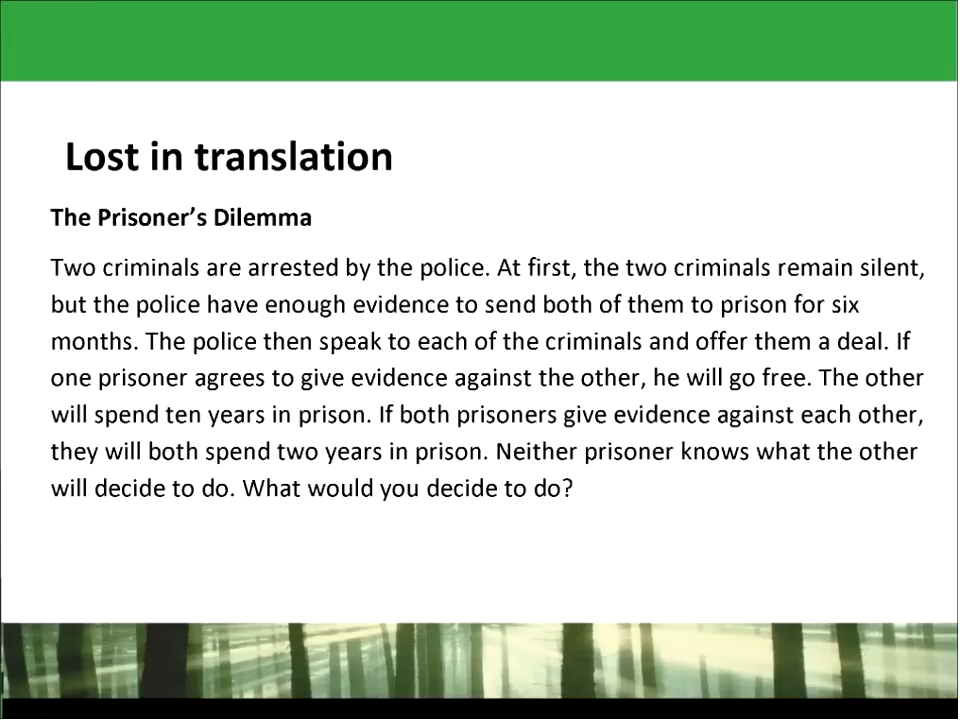 Lost in translation
The Prisoner’s Dilemma
Two criminals are arrested by the police. At first, the two criminals remain silent,
but the police have enough evidence to send both of them to prison for six
months. The police then speak to each of the criminals and offer them a deal. If
one prisoner agrees to give evidence against the other, he will go free. The other
will spend ten years in prison. If both prisoners give evidence against each other,
they will both spend two years in prison. Neither prisoner knows what the other
will decide to do. What would you decide to do?